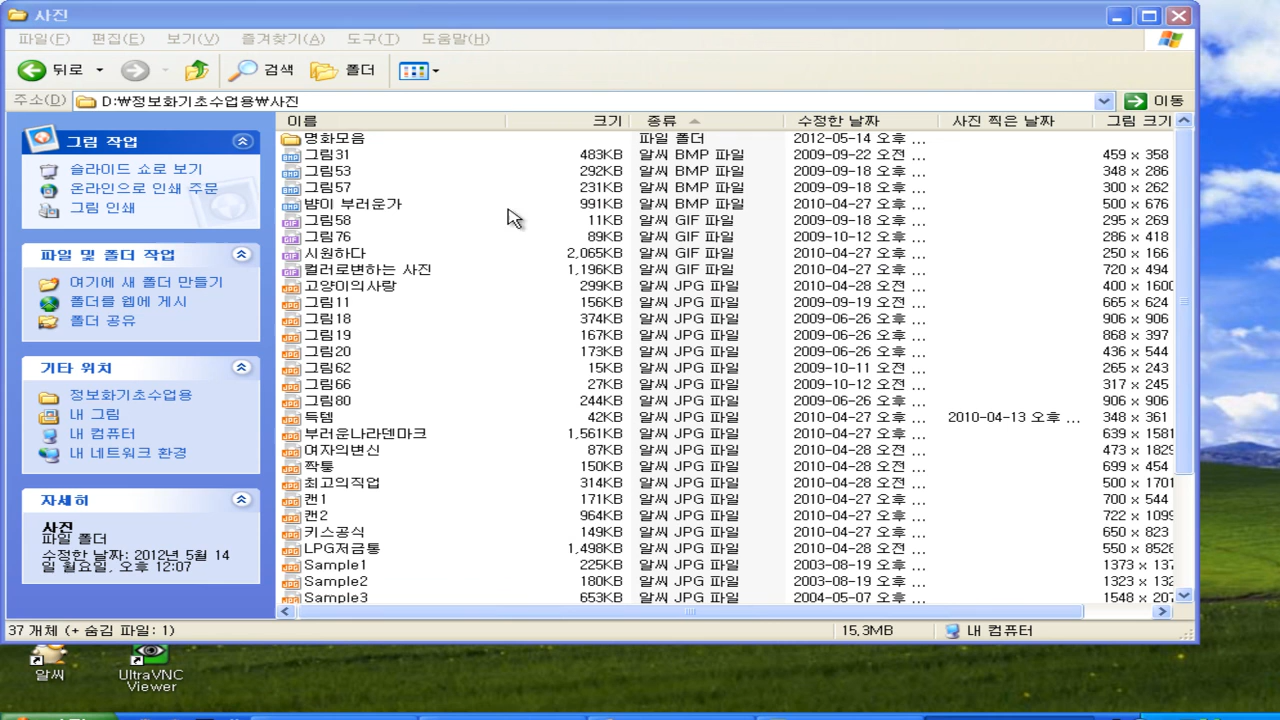 사진
파일(F) 편집(E) 보기(V) 즐겨찾기(A) 도구(T) 도움말(H)
뒤로 검색 폴더
주소(D) D:₩정보화기초수업용₩사진 이동
그림 작업
슬라이드 쇼로 보기
온라인으로 인쇄 주문
그림 인쇄
파일 및 폴더 작업
여기에 새 폴더 만들기
폴더를 웹에 게시
폴더 공유
기타 위치
정보화기초수업용
내 그림
내 컴퓨터
내 네트워크 환경
자세히
사진
파일 폴더
수정한 날짜: 2012년 5월 14
일 월요일, 오후 12:07
이름 크기 종류 수정한 날짜 사진 찍은 날짜 그림 크기
명화모음 파일 폴더 2012-05-14 오후 ...
그림31 483KB 알씨 BMP 파일 2009-09-22 오전 ... 459 x 358
그림53 292KB 알씨 BMP 파일 2009-09-18 오후 ... 348 x 286
그림57 231KB 알씨 BMP 파일 2009-09-18 오후 ... 300 x 262
뱜이 부러운가 991KB 알씨 BMP 파일 2010-04-27 오후 ... 500 x 676
그림58 11KB 알씨 GIF 파일 2009-09-18 오후 ... 295 x 269
그림76 89KB 알씨 GIF 파일 2009-10-12 오후 ... 286 x 418
시원하다 2,065KB 알씨 GIF 파일 2010-04-27 오후 ... 250 x 166
컬러로변하는 사진 1,196KB 알씨 GIF 파일 2010-04-27 오후 ... 720 x 494
고양이의사랑 299KB 알씨 JPG 파일 2010-04-28 오전 ... 400 x 1600
그림11 156KB 알씨 JPG 파일 2009-09-19 오후 ... 665 x 624
그림18 374KB 알씨 JPG 파일 2009-06-26 오후 ... 906 x 906
그림19 167KB 알씨 JPG 파일 2009-06-26 오후 ... 868 x 397
그림20 173KB 알씨 JPG 파일 2009-06-26 오후 ... 436 x 544
그림62 15KB 알씨 JPG 파일 2009-10-11 오후 ... 265 x 243
그림66 27KB 알씨 JPG 파일 2009-10-12 오후 ... 317 x 245
그림80 244KB 알씨 JPG 파일 2009-06-26 오후 ... 906 x 906
득템 42KB 알씨 JPG 파일 2010-04-27 오후 ... 2010-04-13 오후 ... 348 x 361
부러운나라덴마크 1,561KB 알씨 JPG 파일 2010-04-27 오후 ... 639 x 1581
여자의변신 87KB 알씨 JPG 파일 2010-04-28 오전 ... 473 x 1829
짝퉁 150KB 알씨 JPG 파일 2010-04-28 오전 ... 699 x 454
최고의직업 314KB 알씨 JPG 파일 2010-04-28 오전 ... 500 x 1701
캔1 171KB 알씨 JPG 파일 2010-04-27 오후 ... 700 x 544
캔2 964KB 알씨 JPG 파일 2010-04-27 오후 ... 722 x 1099
키스공식 149KB 알씨 JPG 파일 2010-04-27 오후 ... 650 x 823
LPG저금통 1,498KB 알씨 JPG 파일 2010-04-28 오전 ... 550 x 8528
Sample1 225KB 알씨 JPG 파일 2003-08-19 오후 ... 1373 x 137
Sample2 180KB 알씨 JPG 파일 2003-08-19 오후 ... 1323 x 132
Sample3 653KB 알씨 JPG 파일 2004-05-07 오후 ... 1548 x 207
37 개체 (+ 숨김 파일: 1) 15,3MB 내 컴퓨터
알씨
UltraVNC
Viewer